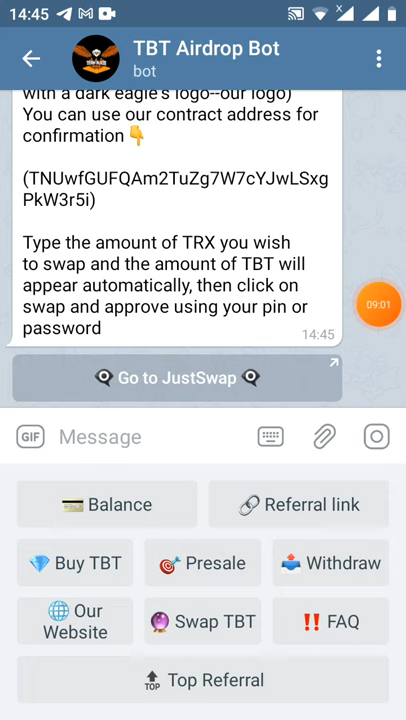 14:45
TBT Airdrop Bot
bot
with a dark eagle's logo--our logo)
You can use our contract address for
confirmation 👇
(TNUwfGUFQAm2TuZg7W7cYJwLSxg
PkW3r5i)
Type the amount of TRX you wish
to swap and the amount of TBT will
appear automatically, then click on
swap and approve using your pin or
password
14:45
09:01
👁️‍🗨️ Go to JustSwap 👁️‍🗨️
GIF Message
💳 Balance
🔗 Referral link
💎 Buy TBT
🎯 Presale
📤 Withdraw
🌐 Our
Website
🔮 Swap TBT
‼️ FAQ
🔝 Top Referral